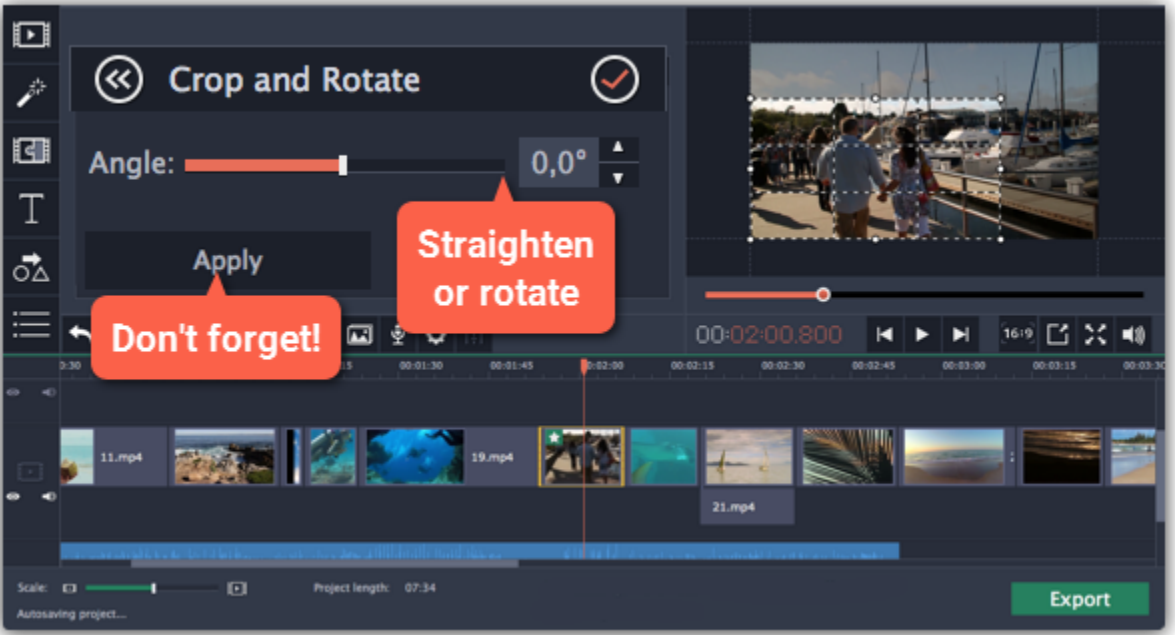 Crop and Rotate
Angle:
0,0°
Straighten
or rotate
Apply
Don't forget!
T
00:02:00.800
16:9
0:30
15
00:01:30
00:01:45
00:02:00
00:02:15
00:02:30
00:02:45
00:03:00
00:03:15
00:03:30
11.mp4
19.mp4
21.mp4
Scale:
Project length: 07:34
Autosaving project...
Export